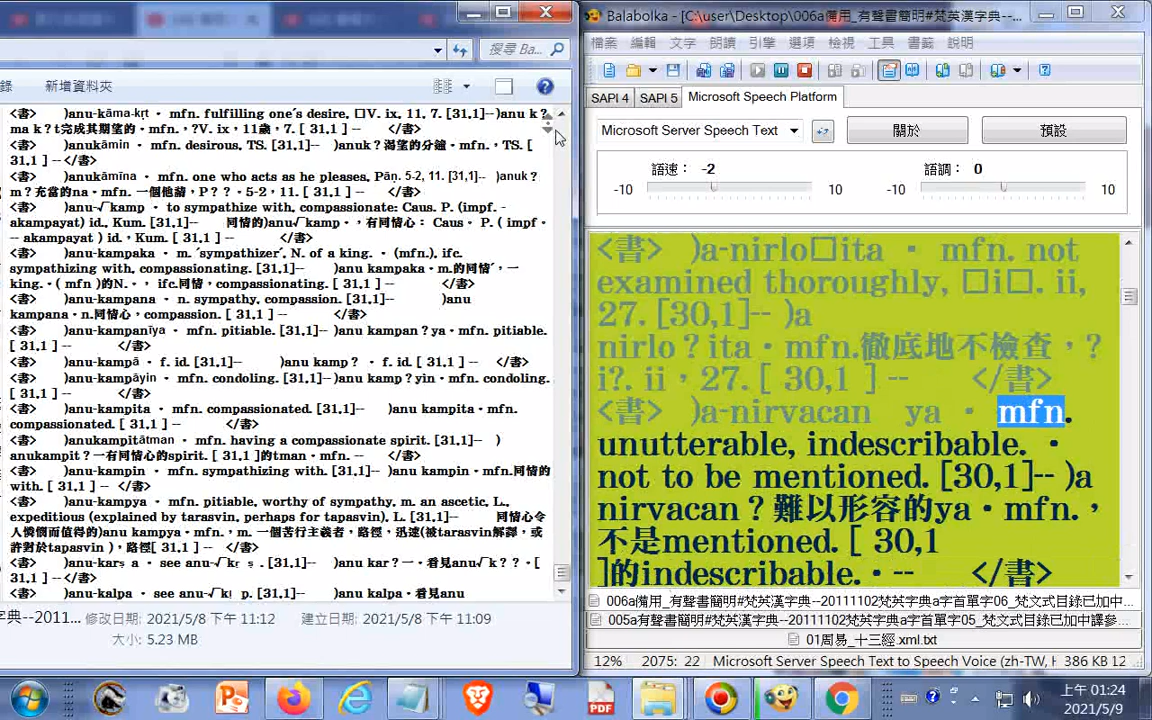 搜尋 Ba...
錄 新增資料夾
<書> )anu-kāma-kṛt ‧ mfn. fulfilling one's desire, □V. ix, 11, 7. [31,1]--)anu k?
ma k?t完成其期望的‧mfn.,?V. ix,11歲,7. [ 31,1 ] </書>
<書> )anukāmin ‧ mfn. desirous, TS. [31,1]-- )anuk?渴望的分鐘‧mfn.,TS. [
31,1 ]--</書>
<書> )anukāmīna ‧ mfn. one who acts as he pleases, Pāṇ. 5-2, 11. [31,1]-- )anuk?
m?充當的na‧mfn.一個他請,P??。5-2,11. [ 31,1 ] </書>
<書> )anu-√kamp ‧ to sympathize with, compassionate: Caus. P. (impf. -
akampayat) id., Kum. [31,1]-- 同情的)anu√kamp‧,有同情心: Caus。P. ( impf。
-- akampayat ) id.,Kum. [ 31,1 ] -- </書>
<書> )anu-kampaka ‧ m. 'sympathizer', N. of a king. ‧ (mfn.), ifc.
sympathizing with, compassionating. [31,1]-- )anu kampaka‧m.的同情´,一
king.‧( mfn )的N.‧, ifc.同情,compassionating. [ 31,1 ] </書>
<書> )anu-kampana ‧ n. sympathy, compassion. [31,1]-- )anu
kampana‧n.同情心,compassion. [ 31,1 ] -- </書>
<書> )anu-kampanīya ‧ mfn. pitiable. [31,1]-- )anu kampan?ya‧mfn. pitiable.
[ 31,1 ] -- </書>
<書> )anu-kampā ‧ f. id. [31,1]-- )anu kamp? ‧ f. id. [ 31,1 ] -- </書>
<書> )anu-kampāyin ‧ mfn. condoling. [31,1]-- )anu kamp?yin‧mfn. condoling.
[ 31,1 ] -- </書>
<書> )anu-kampita ‧ mfn. compassionated. [31,1]-- )anu kampita‧mfn.
compassionated. [ 31,1 ] -- </書>
<書> )anukampitātman ‧ mfn. having a compassionate spirit. [31,1]-- )
anukampit?一有同情心的spirit. [ 31,1 ]的tman‧mfn. -- </書>
<書> )anu-kampin ‧ mfn. sympathizing with. [31,1]-- )anu kampin‧mfn.同情的
with. [ 31,1 ] -- </書>
<書> )anu-kampya ‧ mfn. pitiable, worthy of sympathy, m. an ascetic, L.,
expeditious (explained by tarasvin, perhaps for tapasvin), L. [31,1]-- 同情心令
人憐憫而值得的)anu kampya‧mfn.,m.一個苦行主義者,路徑,迅速(被tarasvin解譯,或
許對於tapasvin ),路徑[ 31,1 ] -- </書>
<書> )anu-karṣ a ‧ see anu-√kṛ ṣ . [31,1]-- )anu kar?一‧看見anu√k??‧[
31,1 ] --</書>
<書> )anu-kalpa ‧ see anu-√kḷ p. [31,1]-- )anu kalpa‧看見anu
字典--2011... 修改日期: 2021/5/8 下午 11:12 建立日期: 2021/5/8 下午 11:09
大小: 5.23 MB
Balabolka - [C:\user\Desktop\006a備用_有聲書簡明#梵英漢字典--...
檔案 編輯 文字 朗讀 引擎 選項 檢視 工具 書籤 說明
SAPI 4 SAPI 5 Microsoft Speech Platform
Microsoft Server Speech Text 關於 預設
語速: -2 語調: 0
-10 10 -10 10
<書> )a-nirlo□ita ‧ mfn. not
examined thoroughly, □i□. ii,
27. [30,1]-- )a
nirlo?ita‧mfn.徹底地不檢查,?
i?. ii,27. [ 30,1 ] -- </書>
<書> )a-nirvacan ya ‧ mfn.
unutterable, indescribable. ‧
not to be mentioned. [30,1]-- )a
nirvacan?難以形容的ya‧mfn.,
不是mentioned. [ 30,1
]的indescribable.‧-- </書>
006a備用_有聲書簡明#梵英漢字典--20111102梵英字典a字首單字06_梵文式目錄已加中...
005a有聲書簡明#梵英漢字典--20111102梵英字典a字首單字05_梵文式目錄已加中譯參...
01周易_十三經.xml.txt
12% 2075: 22 Microsoft Server Speech Text to Speech Voice (zh-TW, H 386 KB 12
上午 01:24
2021/5/9